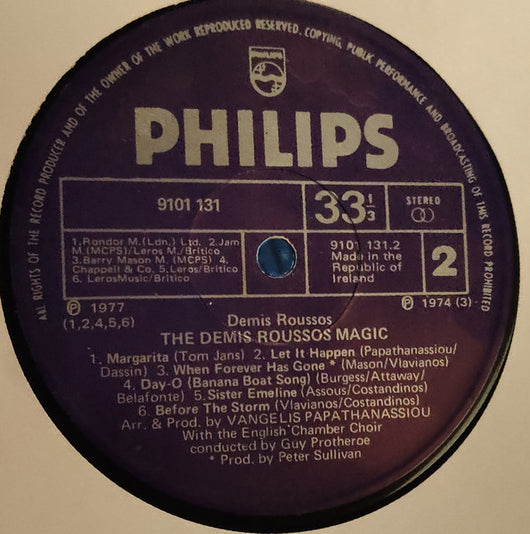 ALL RIGHTS OF THE RECORD PRODUCER AND OF THE OWNER OF THE WORK REPRODUCED RESERVED. COPYING, PUBLIC PERFORMANCE AND BROADCASTING OF THIS RECORD PROHIBITED
PHILIPS
PHILIPS
9101 131
33 1/3
STEREO
1.Rondor M.(Ldn.) Ltd. 2.Jam
M.(MCPS)/Leros M./Britico
3.Barry Mason M. (MCPS) 4.
Chappell & Co. 5.Leros/Britico
6. LerosMusic/Britico
9101 131.2
Made in the
Republic of
Ireland
2
℗ 1977
(1,2,4,5,6)
℗ 1974 (3)
Demis Roussos
THE DEMIS ROUSSOS MAGIC
1. Margarita (Tom Jans) 2. Let It Happen (Papathanassiou/
Dassin) 3. When Forever Has Gone * (Mason/Vlavianos)
4. Day-O (Banana Boat Song) (Burgess/Attaway/
Belafonte) 5. Sister Emeline (Assous/Costandinos)
6. Before The Storm (Vlavianos/Costandinos)
Arr. & Prod. by VANGELIS PAPATHANASSIOU
With the English Chamber Choir
conducted by Guy Protheroe
* Prod. by Peter Sullivan